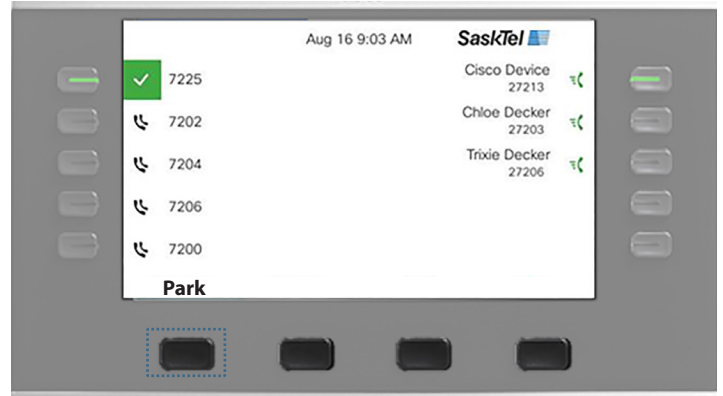 Aug 16 9:03 AM SaskTel
7225
Cisco Device
27213
7202
Chloe Decker
27203
7204
Trixie Decker
27206
7206
7200
Park